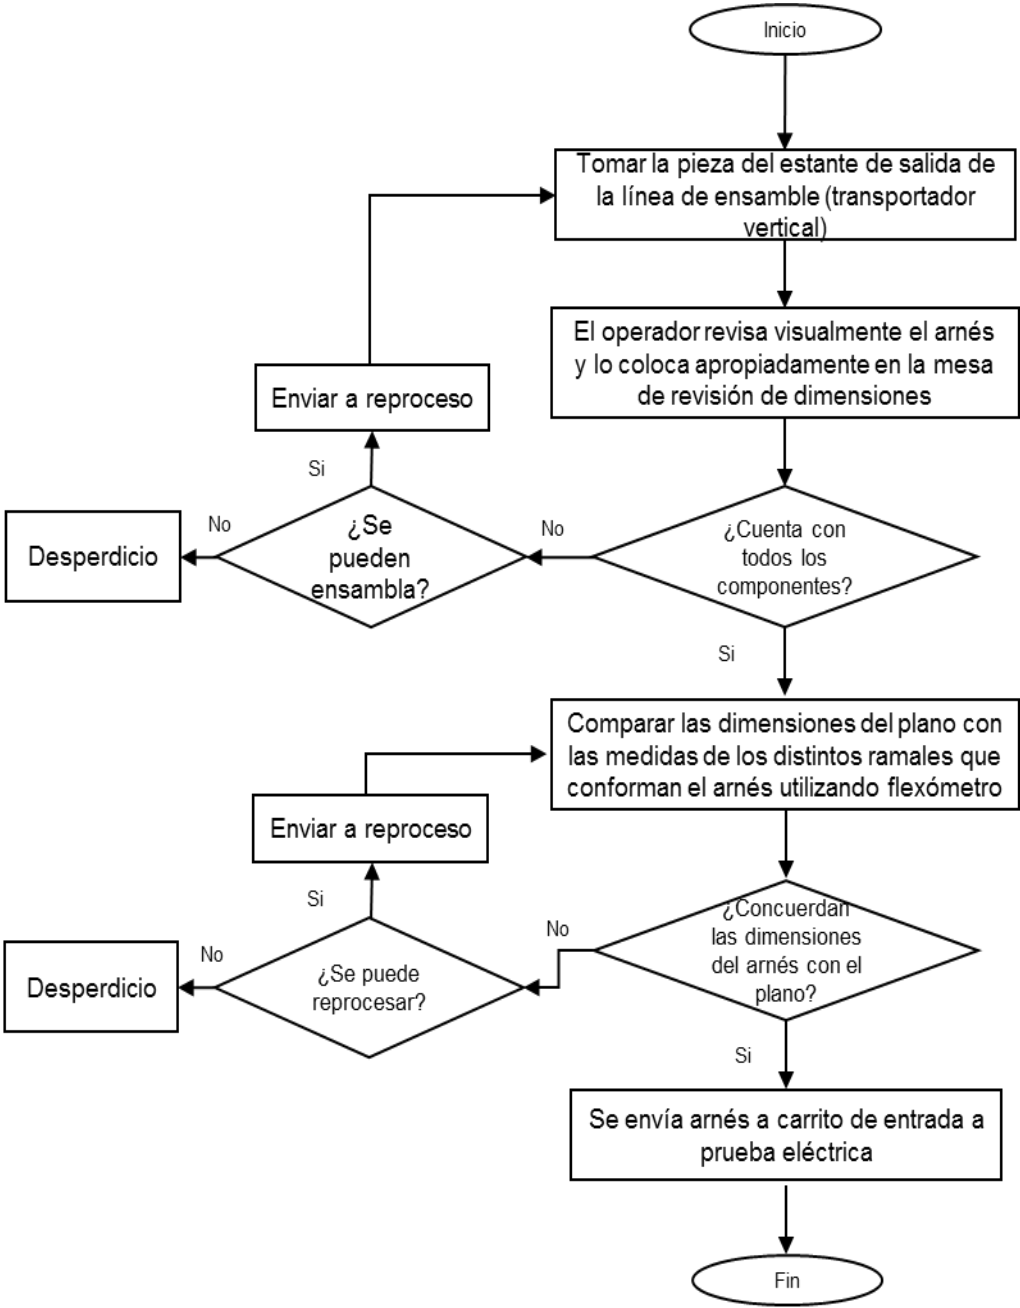 Inicio
Tomar la pieza del estante de salida de
la línea de ensamble (transportador
vertical)
El operador revisa visualmente el arnés
y lo coloca apropiadamente en la mesa
de revisión de dimensiones
Enviar a reproceso
Si
¿Cuenta con
todos los
componentes?
No
¿Se
pueden
ensambla?
No
Desperdicio
Si
Comparar las dimensiones del plano con
las medidas de los distintos ramales que
conforman el arnés utilizando flexómetro
Enviar a reproceso
Si
¿Concuerdan
las dimensiones
del arnés con el
plano?
No
¿Se puede
reprocesar?
No
Desperdicio
Si
Se envía arnés a carrito de entrada a
prueba eléctrica
Fin